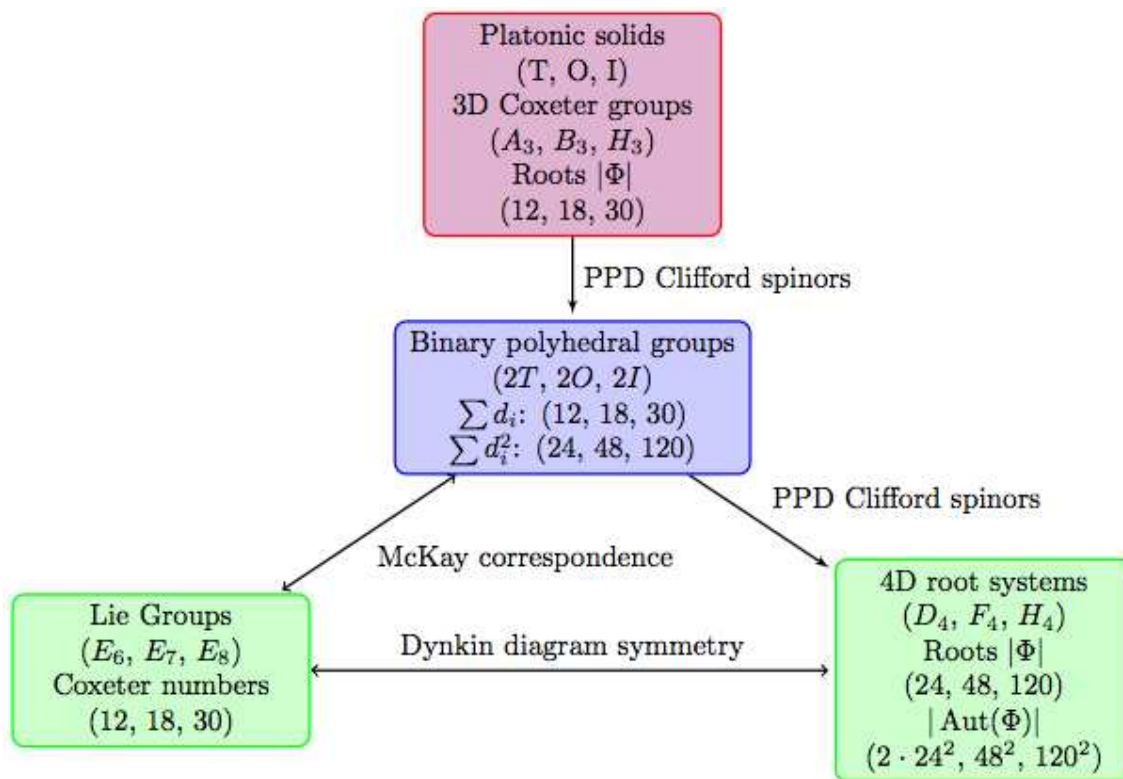 Platonic solids
(T, O, I)
3D Coxeter groups
(A₃, B₃, H₃)
Roots |Φ|
(12, 18, 30)
PPD Clifford spinors
Binary polyhedral groups
(2T, 2O, 2I)
∑ dᵢ: (12, 18, 30)
∑ dᵢ²: (24, 48, 120)
PPD Clifford spinors
McKay correspondence
Lie Groups
(E₆, E₇, E₈)
Coxeter numbers
(12, 18, 30)
Dynkin diagram symmetry
4D root systems
(D₄, F₄, H₄)
Roots |Φ|
(24, 48, 120)
| Aut(Φ)|
(2 · 24², 48², 120²)